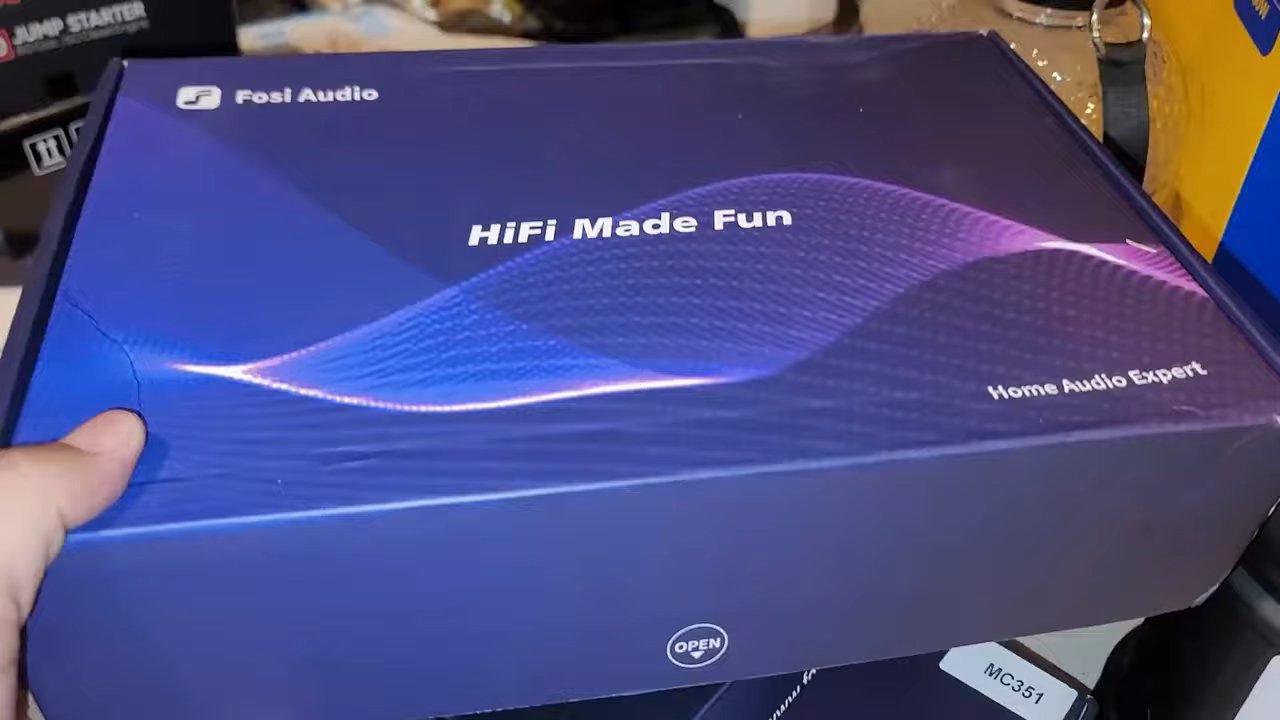 JUMP STARTER
Fosi Audio
HiFi Made Fun
Home Audio Expert
OPEN
MC351